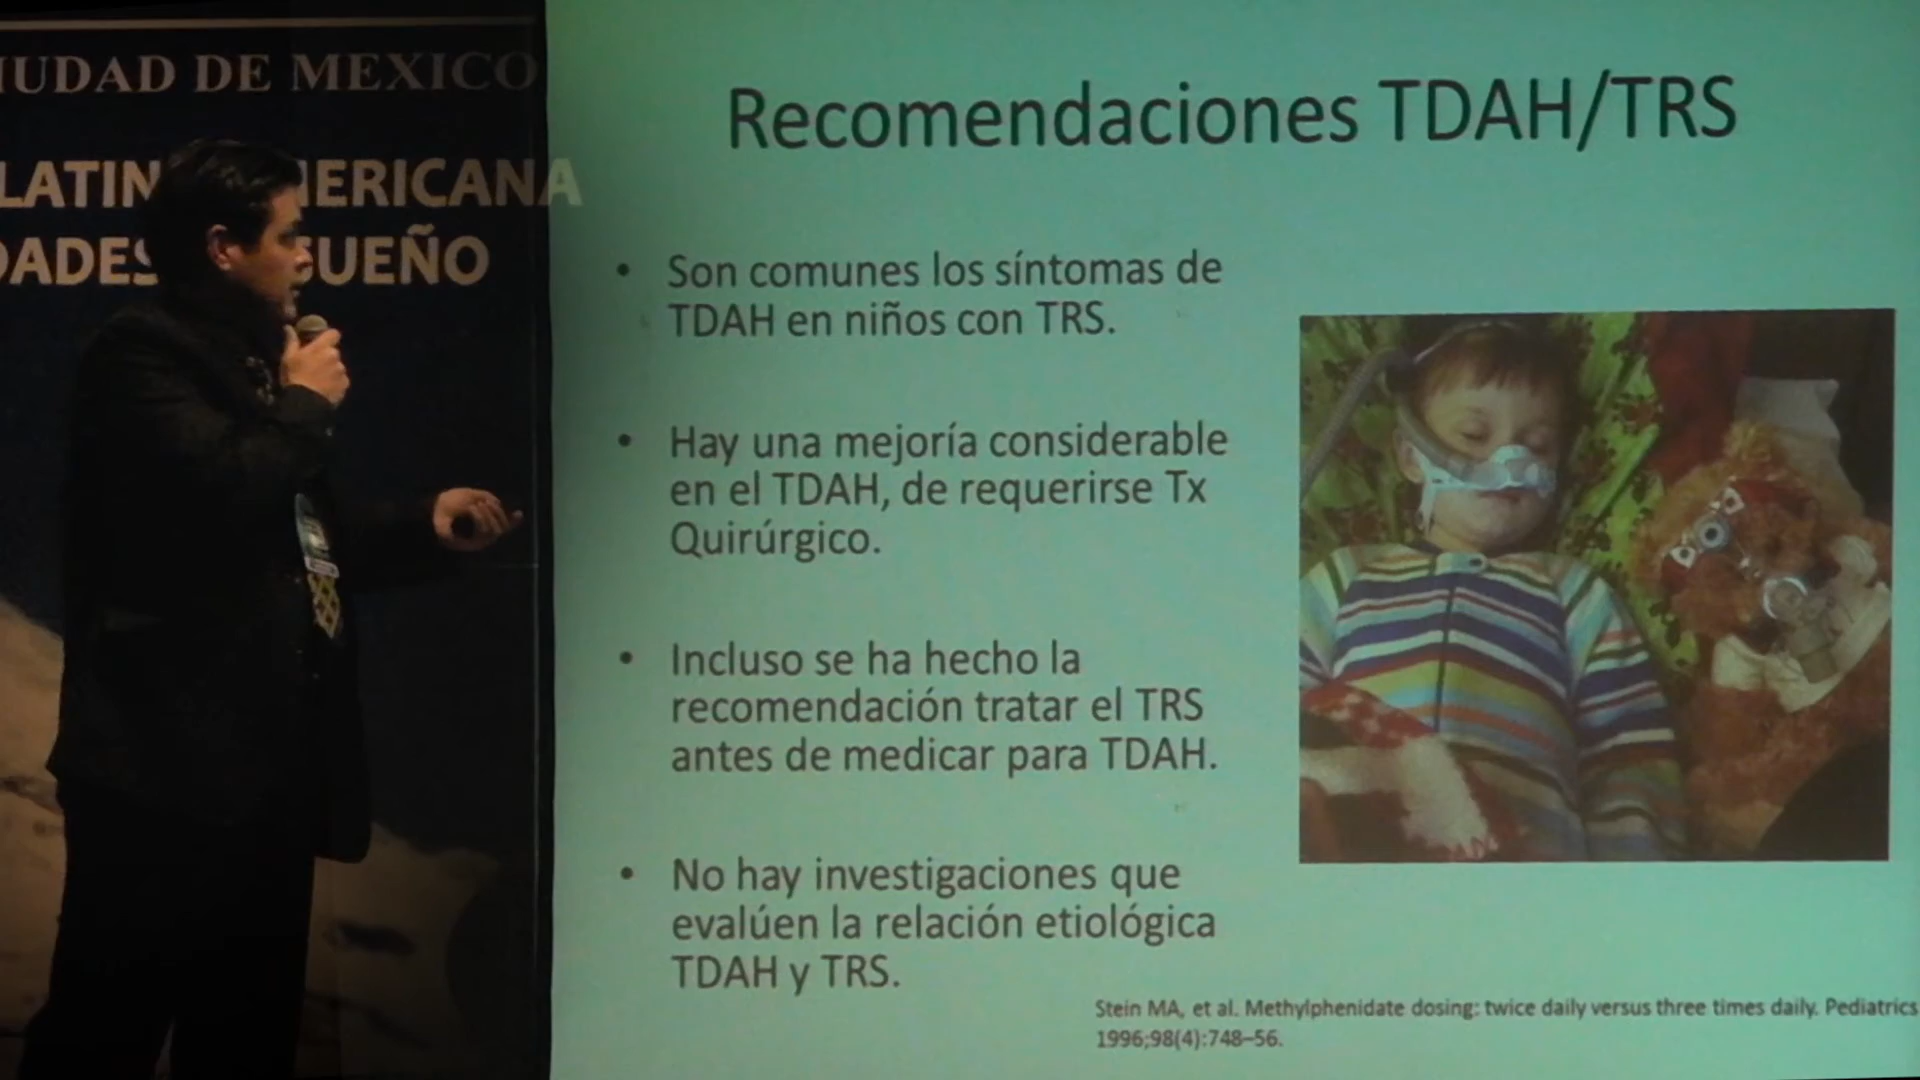 IUDAD DE MEXICO
LATIN ERICANA
DADES SUEÑO
Recomendaciones TDAH/TRS
• Son comunes los síntomas de
TDAH en niños con TRS.
• Hay una mejoría considerable
en el TDAH, de requerirse Tx
Quirúrgico.
• Incluso se ha hecho la
recomendación tratar el TRS
antes de medicar para TDAH.
• No hay investigaciones que
evalúen la relación etiológica
TDAH y TRS.
Stein MA, et al. Methylphenidate dosing: twice daily versus three times daily. Pediatrics
1996;98(4):748–56.